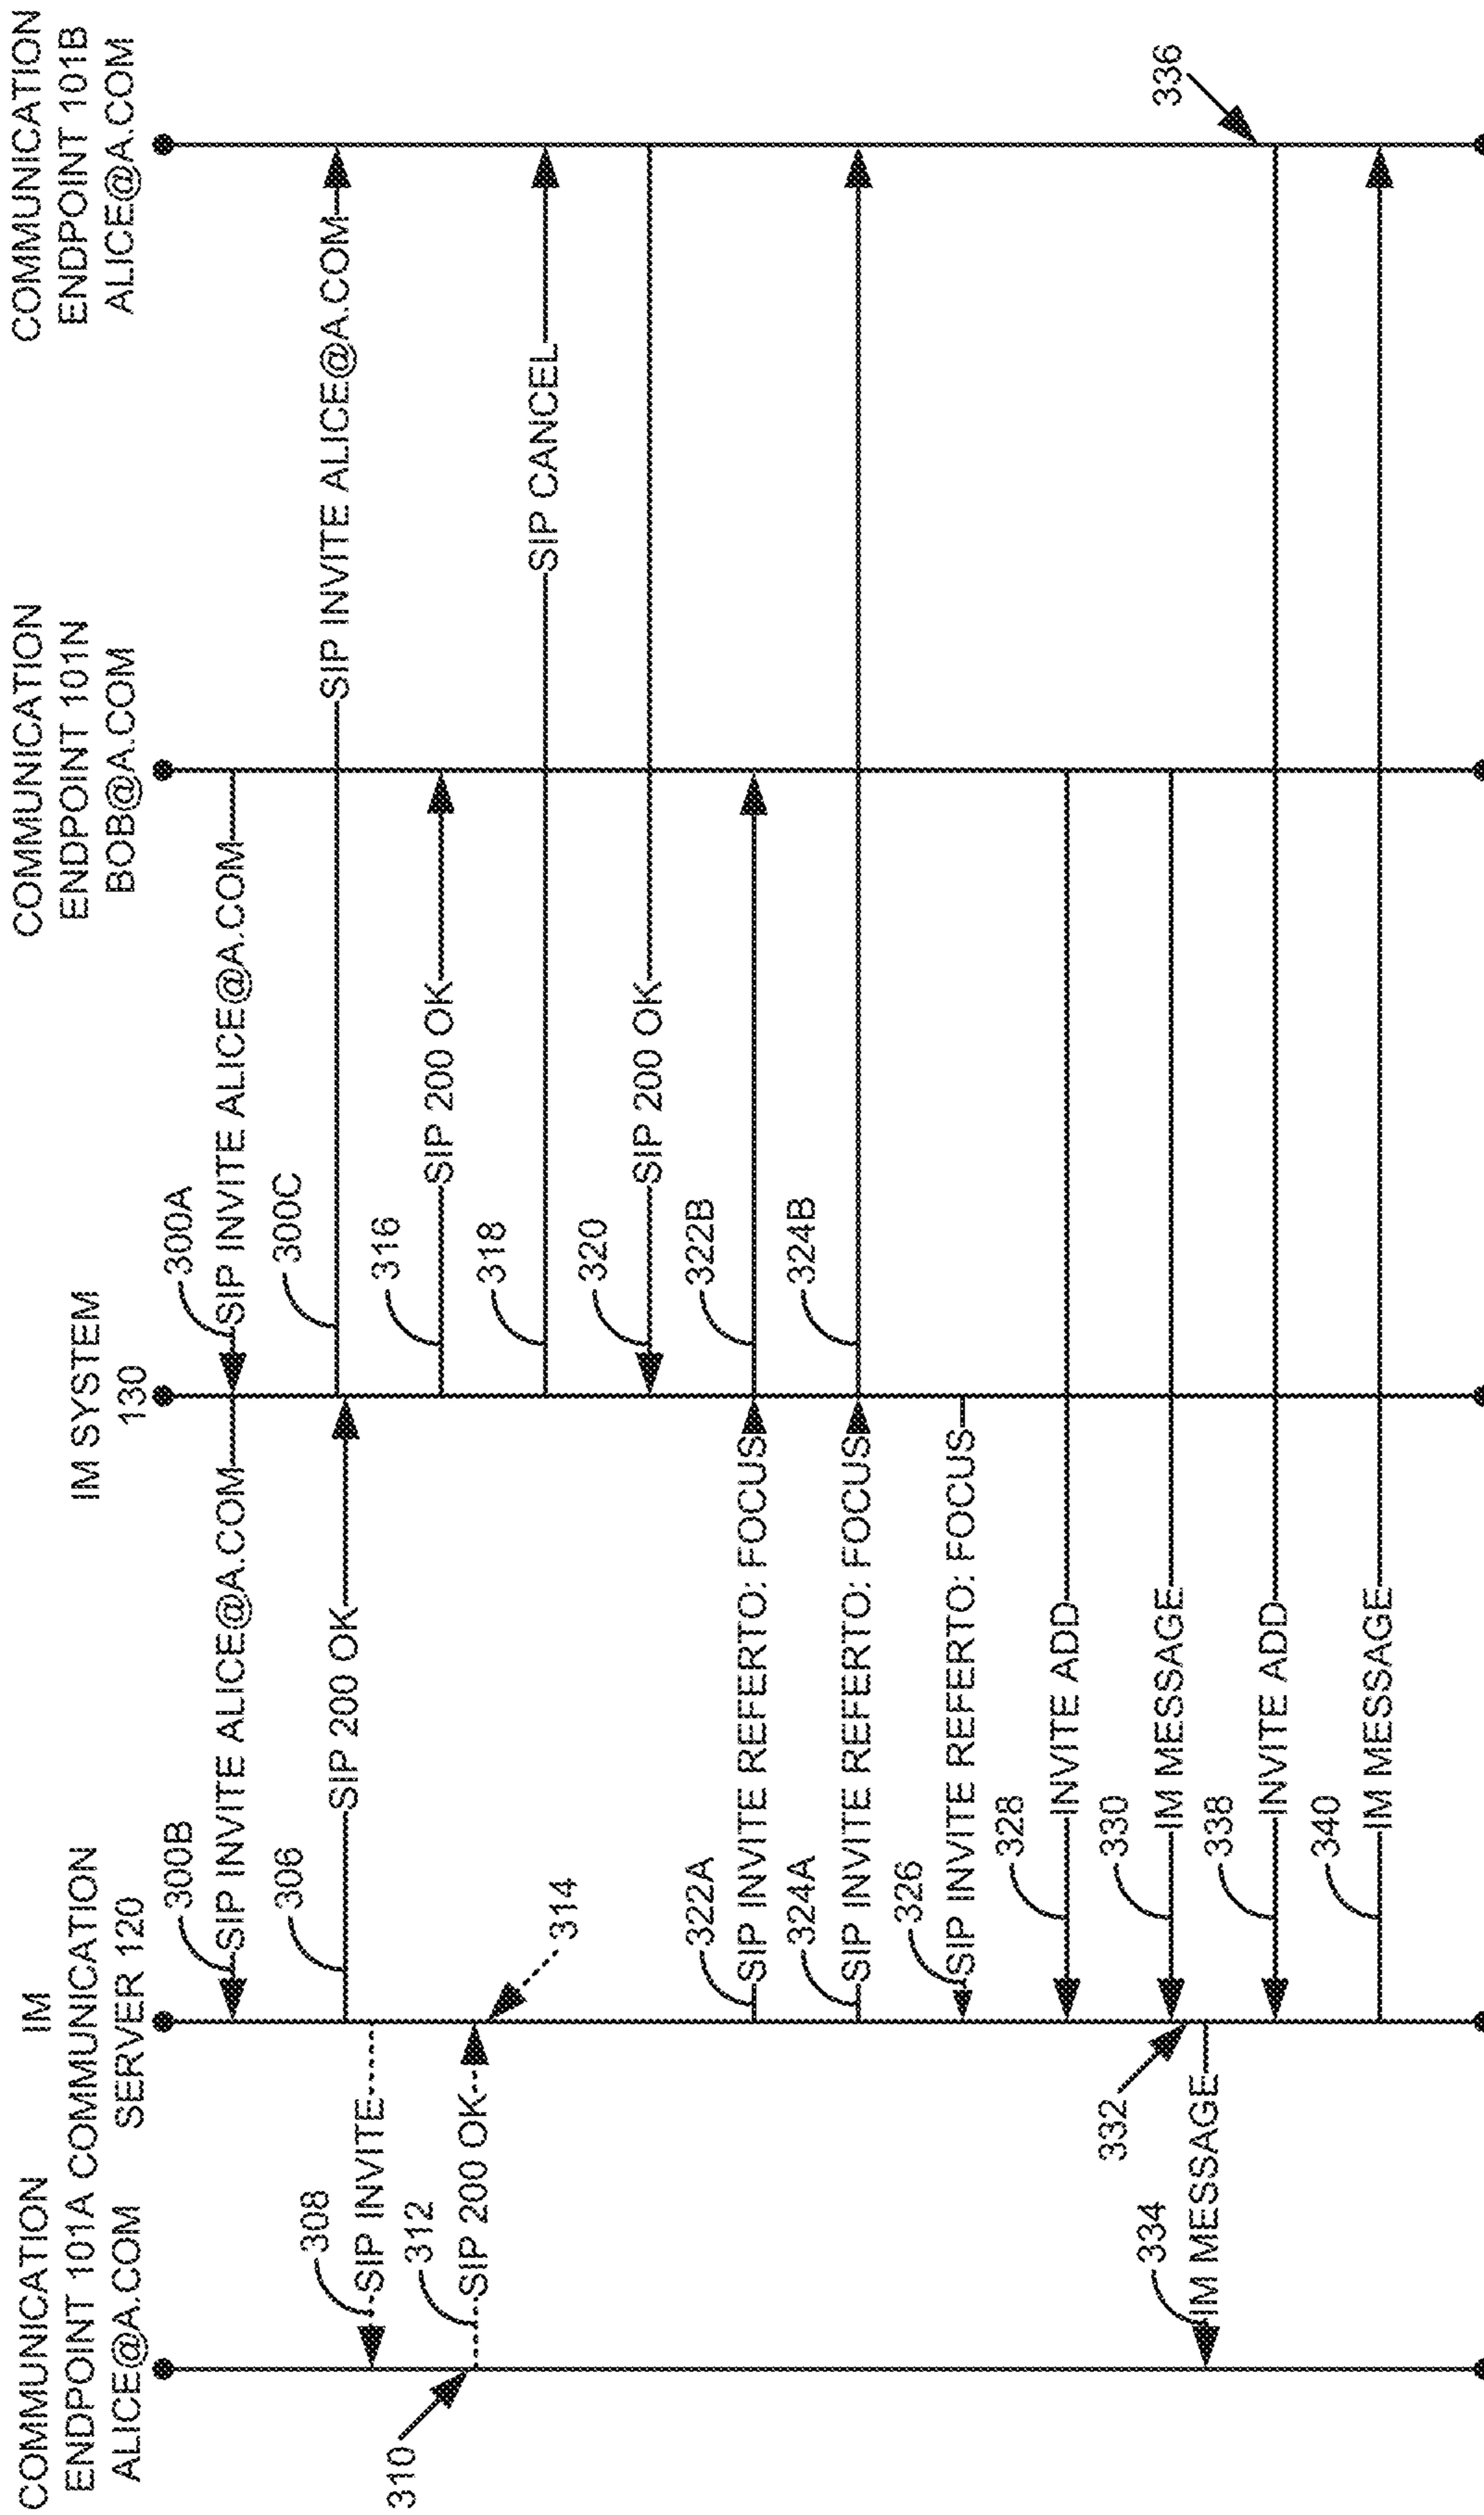 COMMUNICATION
ENDPOINT 101A
ALICE@A.COM
IM
COMMUNICATION
SERVER 120
IM SYSTEM
130
COMMUNICATION
ENDPOINT 101N
BOB@A.COM
COMMUNICATION
ENDPOINT 101B
ALICE@A.COM
300B
SIP INVITE ALICE@A.COM
300A
SIP INVITE ALICE@A.COM
306
SIP 200 OK
300C
SIP INVITE ALICE@A.COM
308
SIP INVITE
310
312
SIP 200 OK
314
316
SIP 200 OK
318
SIP CANCEL
320
SIP 200 OK
322A
SIP INVITE REFERTO: FOCUS
322B
324A
SIP INVITE REFERTO: FOCUS
324B
326
SIP INVITE REFERTO: FOCUS
328
INVITE ADD
330
IM MESSAGE
332
334
IM MESSAGE
336
338
INVITE ADD
340
IM MESSAGE